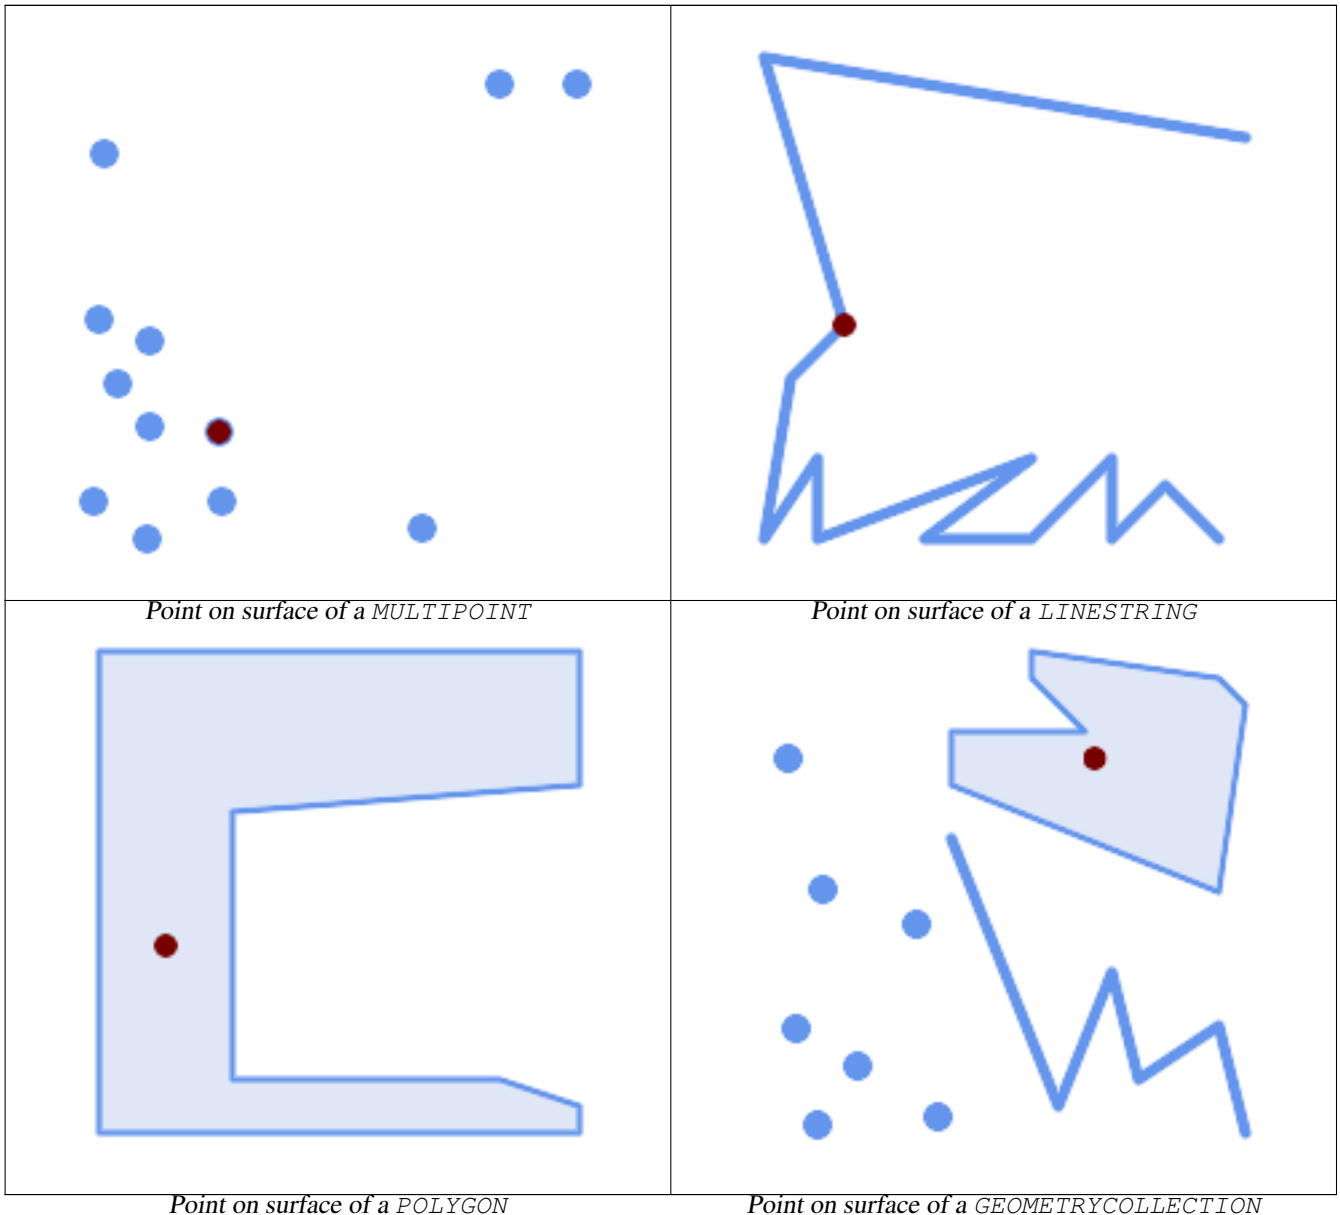 Point on surface of a MULTIPOINT
Point on surface of a LINESTRING
Point on surface of a POLYGON
Point on surface of a GEOMETRYCOLLECTION